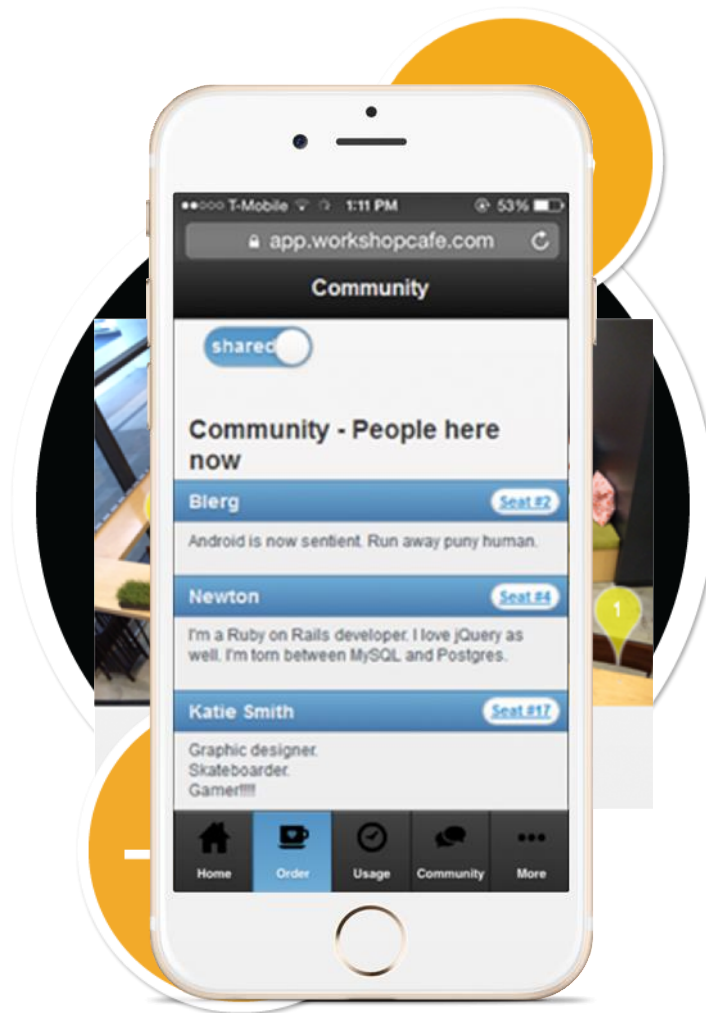 T-Mobile 1:11 PM 53%
app.workshopcafe.com
Community
shared
Community - People here
now
Blerg Seat #2
Android is now sentient. Run away puny human.
Newton Seat #4
I'm a Ruby on Rails developer. I love jQuery as
well. I'm torn between MySQL and Postgres.
Katie Smith Seat #17
Graphic designer.
Skateboarder.
Gamer!!!!!
Home Order Usage Community More
1